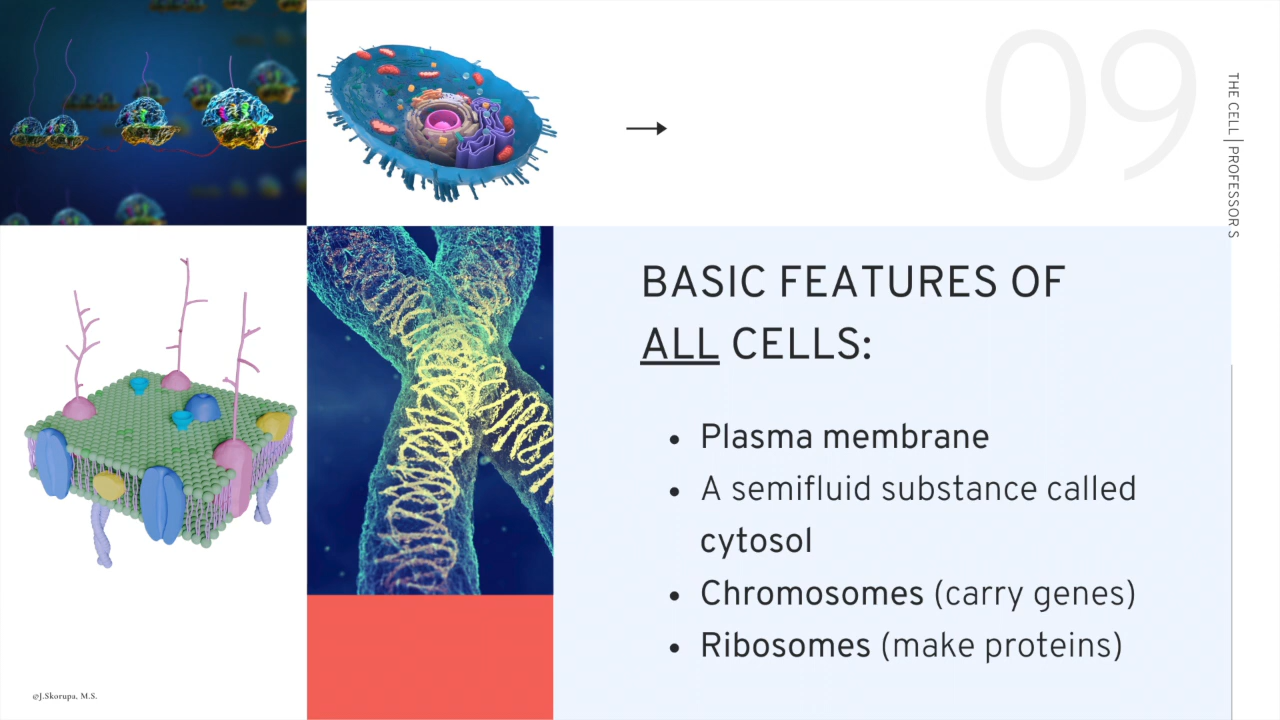 09
THE CELL | PROFESSOR S
BASIC FEATURES OF
ALL CELLS:
• Plasma membrane
• A semifluid substance called
cytosol
• Chromosomes (carry genes)
• Ribosomes (make proteins)
@J.Skorupa, M.S.